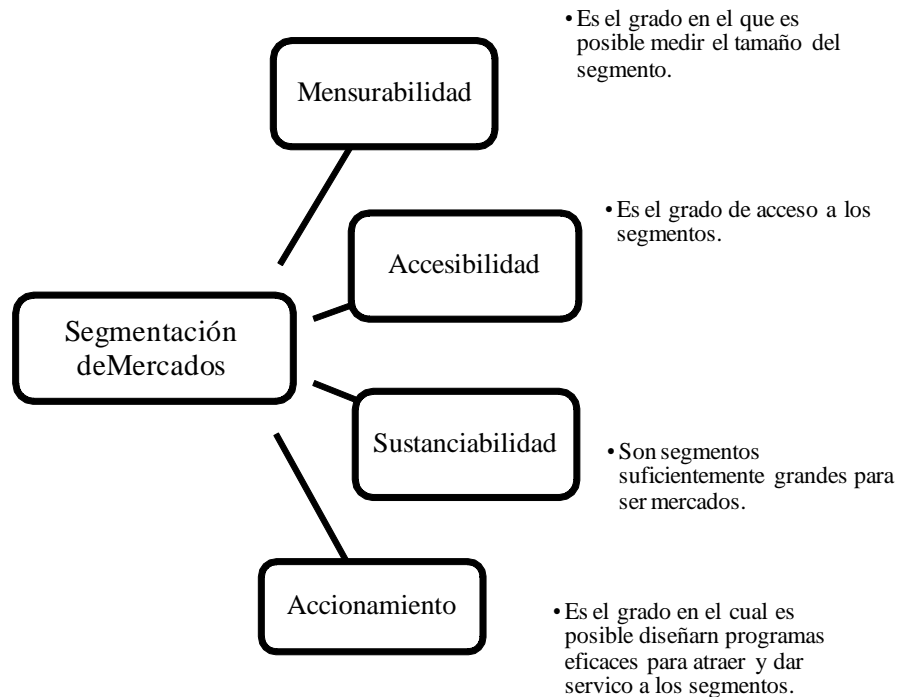 • Es el grado en el que es
posible medir el tamaño del
segmento.
Mensurabilidad
• Es el grado de acceso a los
segmentos.
Accesibilidad
Segmentación
deMercados
Sustanciabilidad
• Son segmentos
suficientemente grandes para
ser mercados.
Accionamiento
• Es el grado en el cual es
posible diseñarn programas
eficaces para atraer y dar
servico a los segmentos.